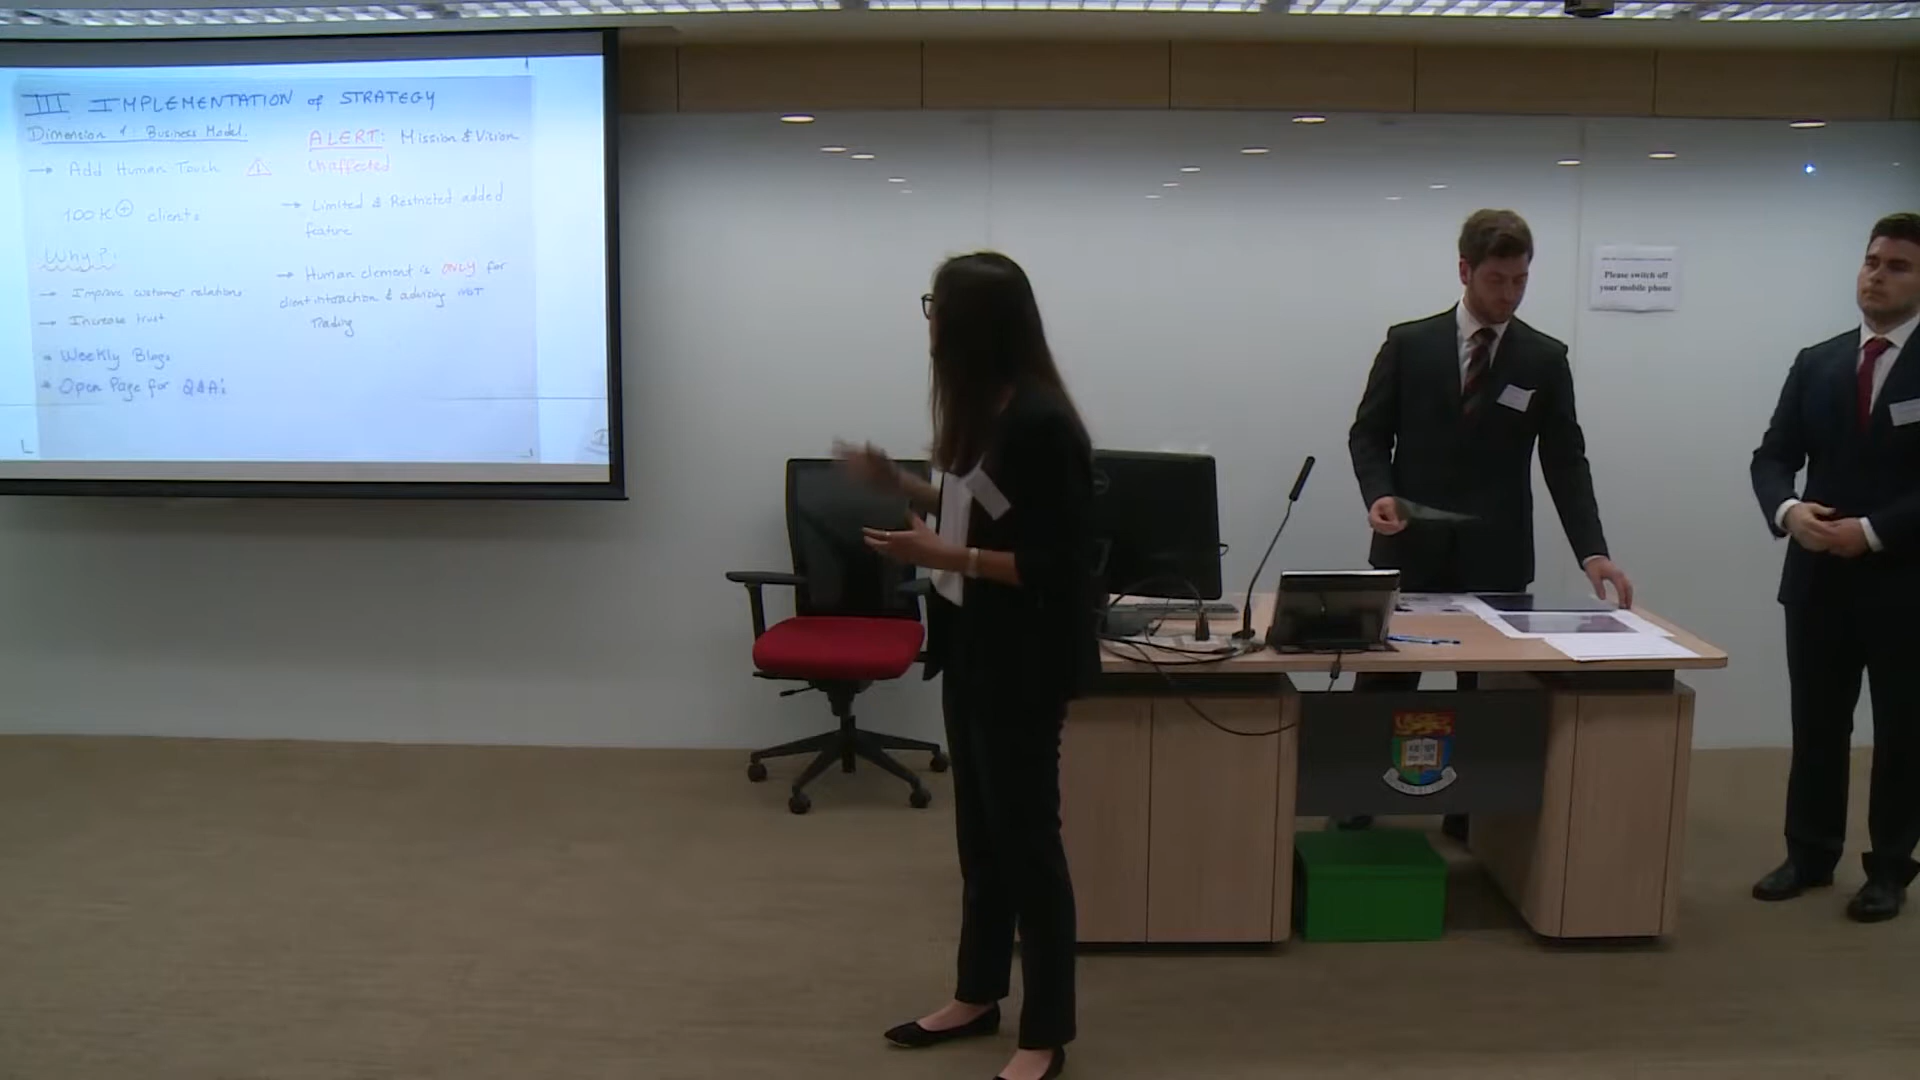 III IMPLEMENTATION of STRATEGY
Dimension 1: Business Model.
→ Add Human Touch
100K+ clients
Why?:
→ Improve customer relations
→ Increase trust
* Weekly Blogs
* Open Page for Q&A's
ALERT: Mission & Vision
Unaffected
→ Limited & Restricted added
feature
→ Human element is ONLY for
client interaction & advising NOT
Trading
Please switch off
your mobile phone
DELL